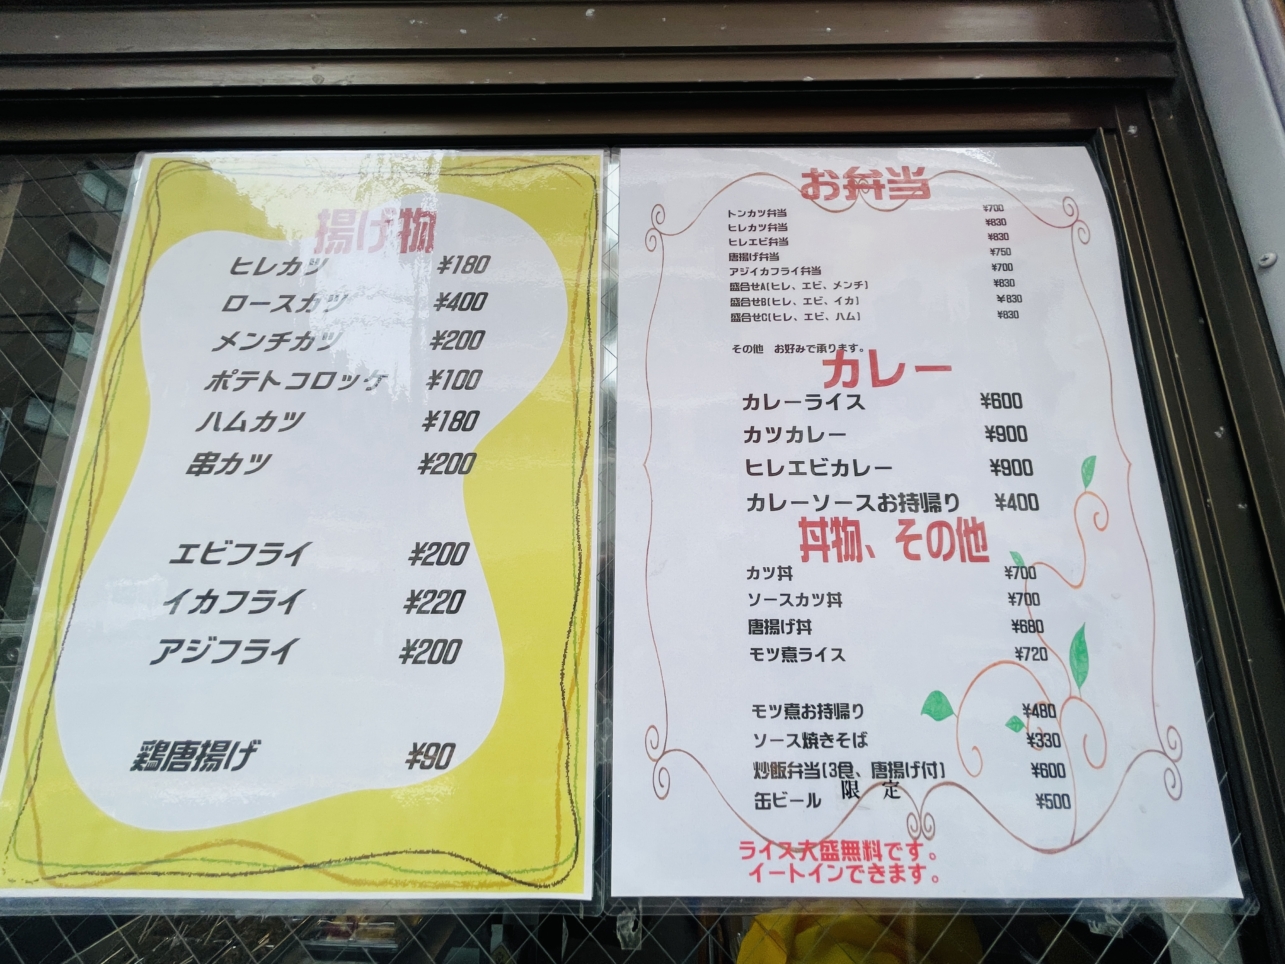 揚げ物
ヒレカツ ¥180
ロースカツ ¥400
メンチカツ ¥200
ポテトコロッケ ¥100
ハムカツ ¥180
串カツ ¥200
エビフライ ¥200
イカフライ ¥220
アジフライ ¥200
鶏唐揚げ ¥90
お弁当
トンカツ弁当 ¥700
ヒレカツ弁当 ¥830
ヒレエビ弁当 ¥830
唐揚げ弁当 ¥750
アジイカフライ弁当 ¥700
盛合せA(ヒレ、エビ、メンチ) ¥830
盛合せB(ヒレ、エビ、イカ) ¥830
盛合せC(ヒレ、エビ、ハム) ¥830
その他 お好みで承ります。
カレー
カレーライス ¥600
カツカレー ¥900
ヒレエビカレー ¥900
カレーソースお持帰り ¥400
丼物、その他
カツ丼 ¥700
ソースカツ丼 ¥700
唐揚げ丼 ¥680
モツ煮ライス ¥720
モツ煮お持帰り ¥480
ソース焼きそば ¥330
炒飯弁当(3食、唐揚げ付) ¥600
限定
缶ビール ¥500
ライス大盛無料です。
イートインできます。